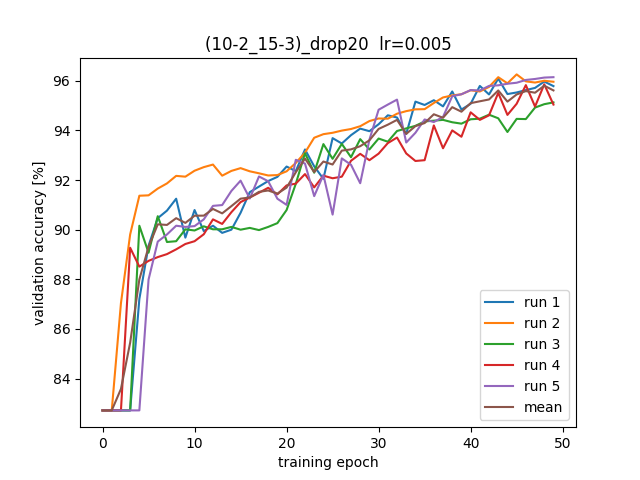 (10-2_15-3)_drop20  lr=0.005
validation accuracy [%]
96
94
92
90
88
86
84
0
10
20
30
40
50
training epoch
run 1
run 2
run 3
run 4
run 5
mean